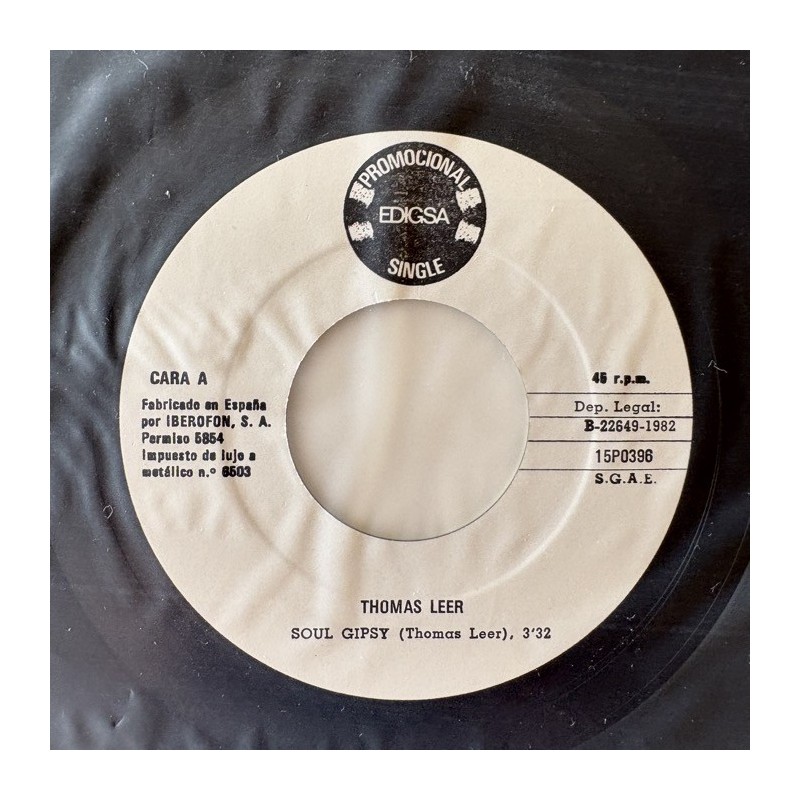 PROMOCIONAL
EDIGSA
SINGLE
CARA A
Fabricado en España
por IBEROFON, S. A.
Permiso 5854
Impuesto de lujo a
metálico n.º 6503
45 r.p.m.
Dep. Legal:
B-22649-1982
15P0396
S.G.A.E.
THOMAS LEER
SOUL GIPSY (Thomas Leer), 3'32